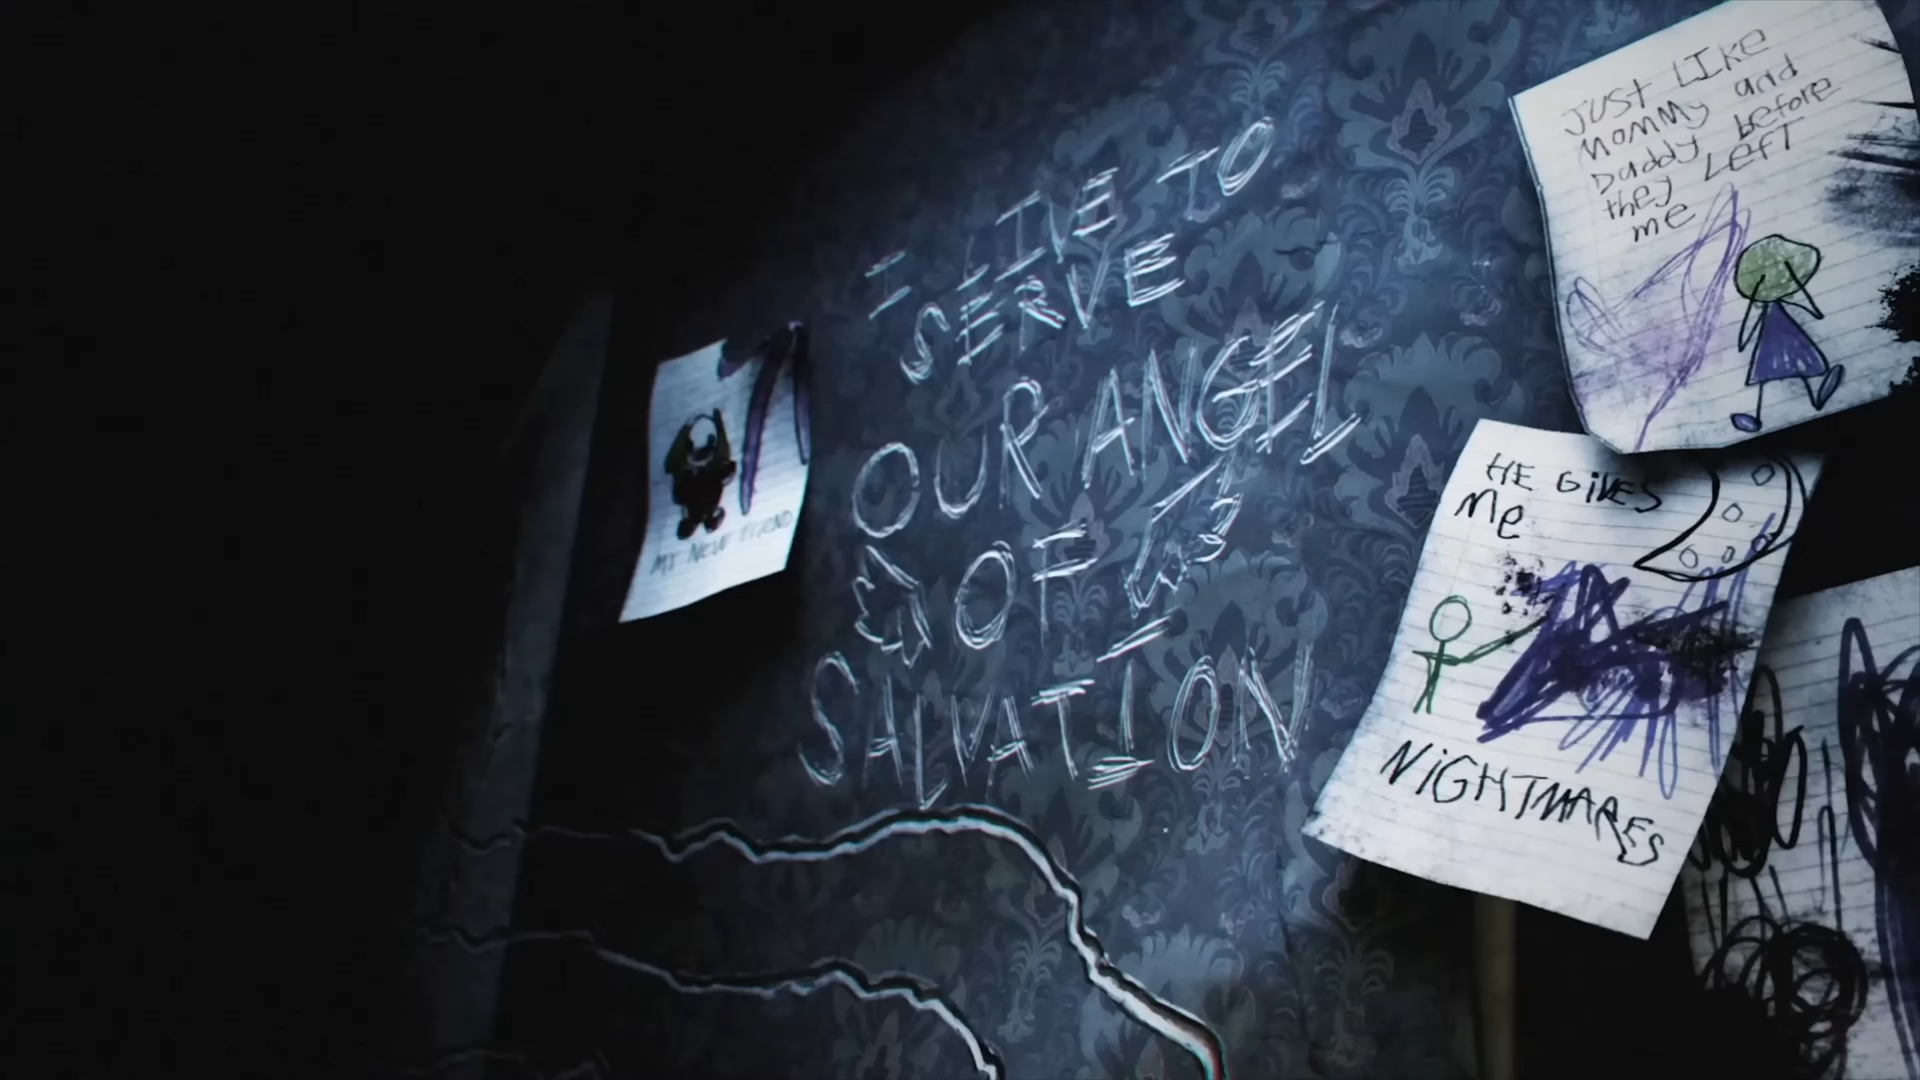 I LIVE TO
SERVE
OUR ANGEL
OF
SALVATION
MY NEW FRIEND
JUST LIKE
MOMMY and
DaddY before
they LefT
me
HE GiVES
Me
NiGHTMARES